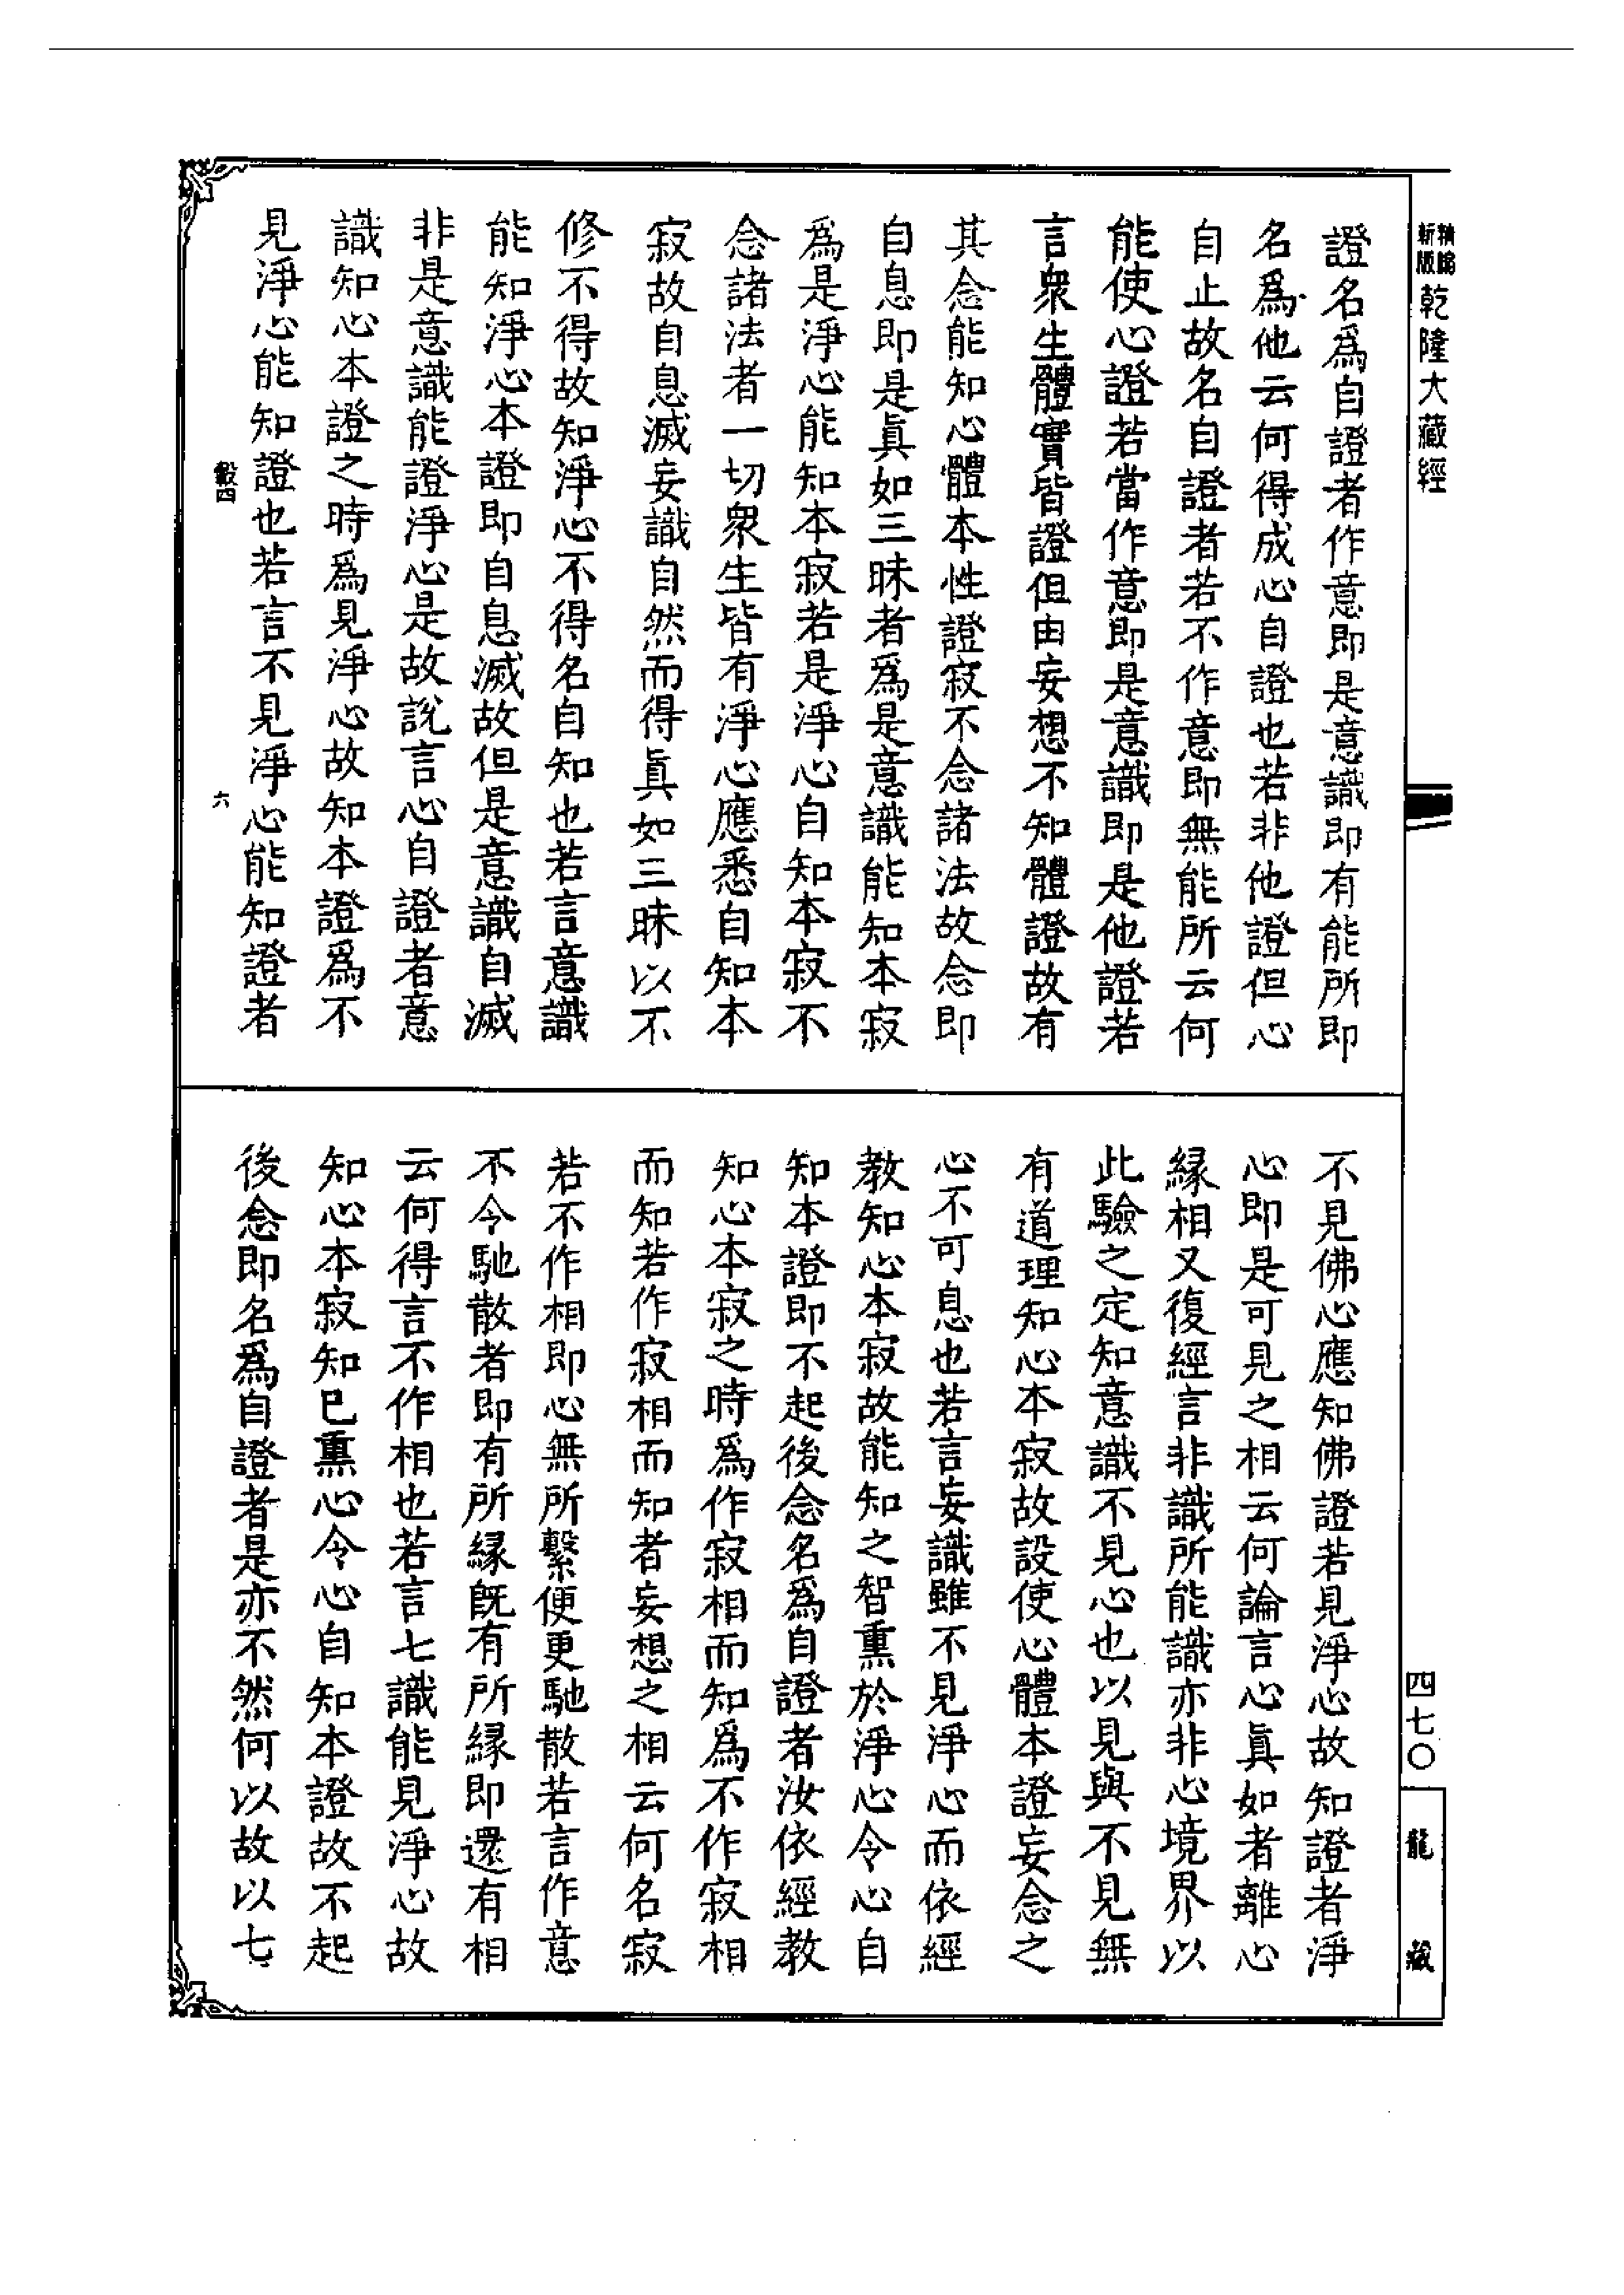 精縮新版乾隆大藏經
證名爲自證者作意即是意識即有能所即
名爲他云何得成心自證也若非他證但心
自止故名自證者若不作意即無能所云何
能使心證若當作意即是意識即是他證若
言衆生體實皆證但由妄想不知體證故有
其念能知心體本性證寂不念諸法故念即
自息即是眞如三昧者爲是意識能知本寂
爲是淨心能知本寂若是淨心自知本寂不
念諸法者一切衆生皆有淨心應悉自知本
寂故自息滅妄識自然而得眞如三昧以不
修不得故知淨心不得名自知也若言意識
能知淨心本證即自息滅故但是意識自滅
非是意識能證淨心是故說言心自證者意
識知心本證之時爲見淨心故知本證爲不
見淨心能知證也若言不見淨心能知證者
轂四
六
不見佛心應知佛證若見淨心故知證者淨
心即是可見之相云何論言心眞如者離心
縁相又復經言非識所能識亦非心境界以
此驗之定知意識不見心也以見與不見無
有道理知心本寂故設使心體本證妄念之
心不可息也若言妄識雖不見淨心而依經
教知心本寂故能知之智熏於淨心令心自
知本證即不起後念名爲自證者汝依經教
知心本寂之時爲作寂相而知爲不作寂相
而知若作寂相而知者妄想之相云何名寂
若不作相即心無所繫便更馳散若言作意
不令馳散者即有所縁既有所縁即還有相
云何得言不作相也若言七識能見淨心故
知心本寂知已熏心令心自知本證故不起
後念即名爲自證者是亦不然何以故以七
四七〇
龍藏